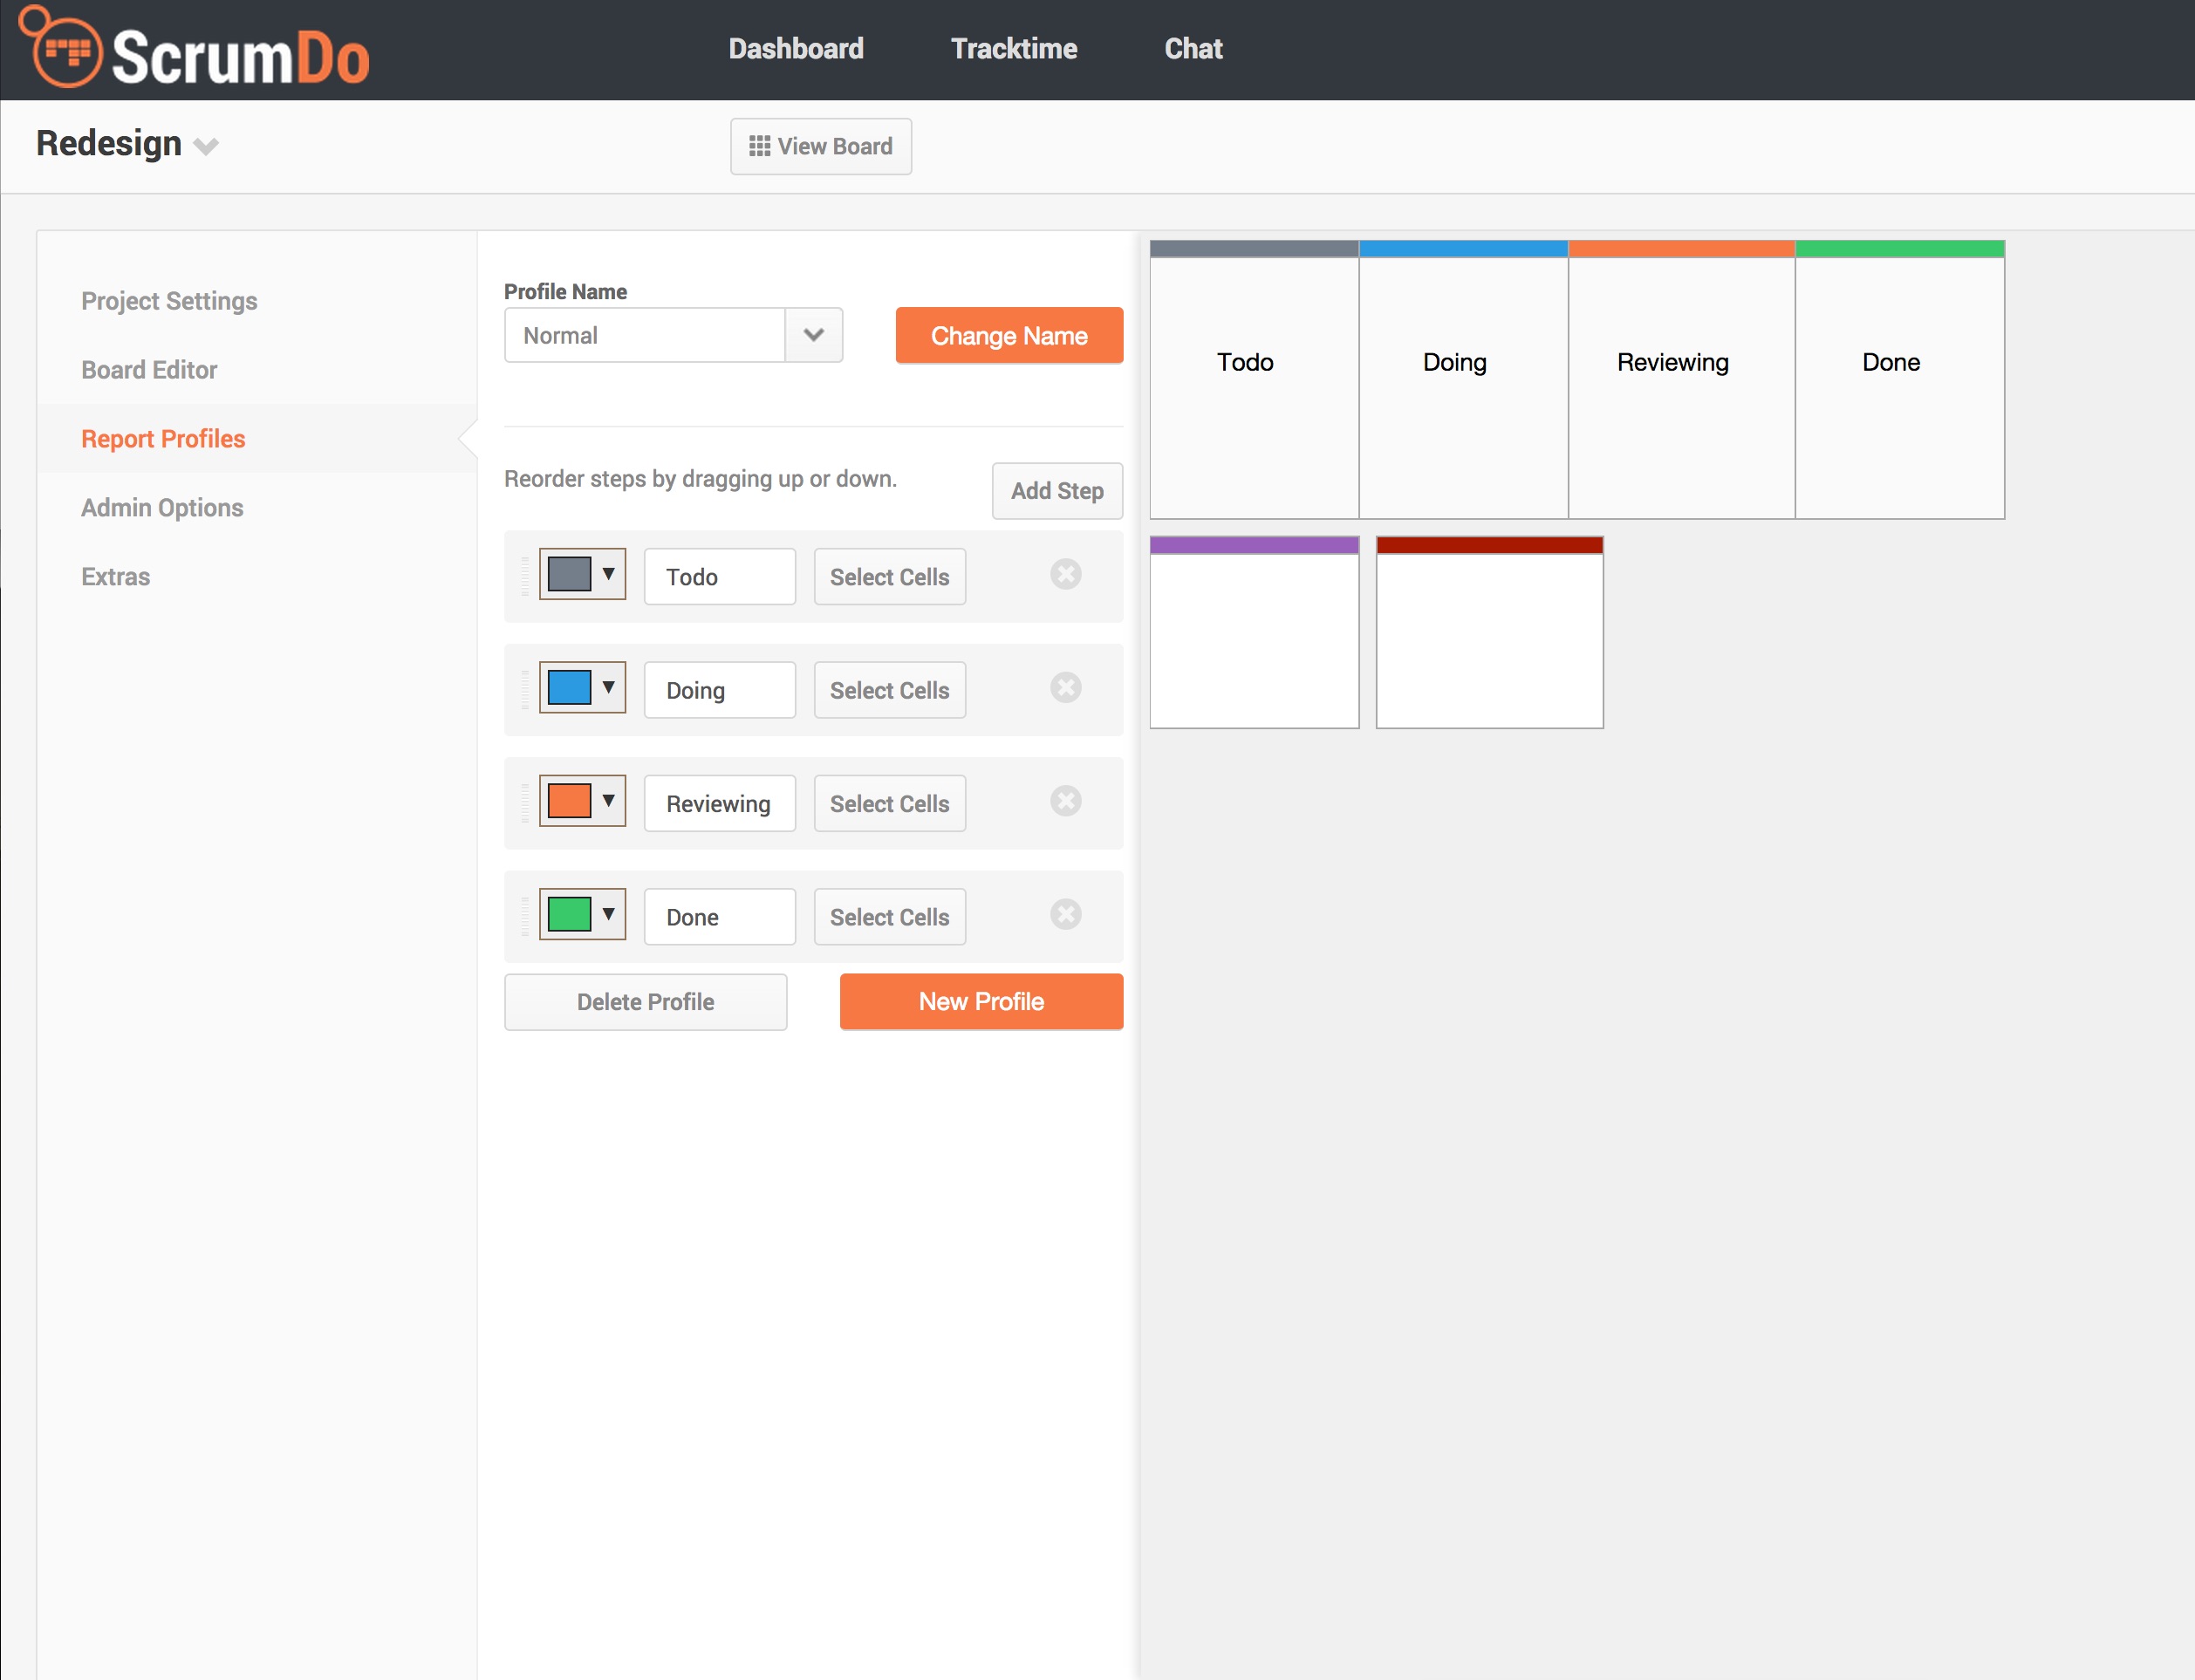 ScrumDo
Dashboard Tracktime Chat
Redesign
View Board
Project Settings
Board Editor
Report Profiles
Admin Options
Extras
Profile Name
Normal
Change Name
Reorder steps by dragging up or down.
Add Step
Todo Select Cells
Doing Select Cells
Reviewing Select Cells
Done Select Cells
Delete Profile New Profile
Todo Doing Reviewing Done